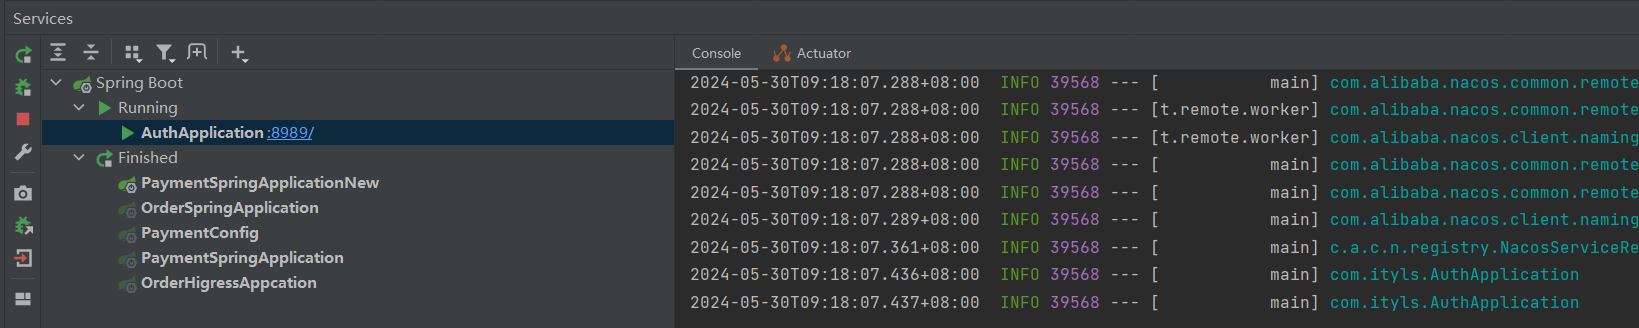 Services
Spring Boot
Running
AuthApplication :8989/
Finished
PaymentSpringApplicationNew
OrderSpringApplication
PaymentConfig
PaymentSpringApplication
OrderHigressAppcation
Console Actuator
2024-05-30T09:18:07.288+08:00 INFO 39568 --- [ main] com.alibaba.nacos.common.remote
2024-05-30T09:18:07.288+08:00 INFO 39568 --- [t.remote.worker] com.alibaba.nacos.common.remote
2024-05-30T09:18:07.288+08:00 INFO 39568 --- [t.remote.worker] com.alibaba.nacos.client.naming
2024-05-30T09:18:07.288+08:00 INFO 39568 --- [ main] com.alibaba.nacos.common.remote
2024-05-30T09:18:07.288+08:00 INFO 39568 --- [ main] com.alibaba.nacos.common.remote
2024-05-30T09:18:07.289+08:00 INFO 39568 --- [ main] com.alibaba.nacos.client.naming
2024-05-30T09:18:07.361+08:00 INFO 39568 --- [ main] c.a.c.n.registry.NacosServiceRe
2024-05-30T09:18:07.436+08:00 INFO 39568 --- [ main] com.ityls.AuthApplication
2024-05-30T09:18:07.437+08:00 INFO 39568 --- [ main] com.ityls.AuthApplication